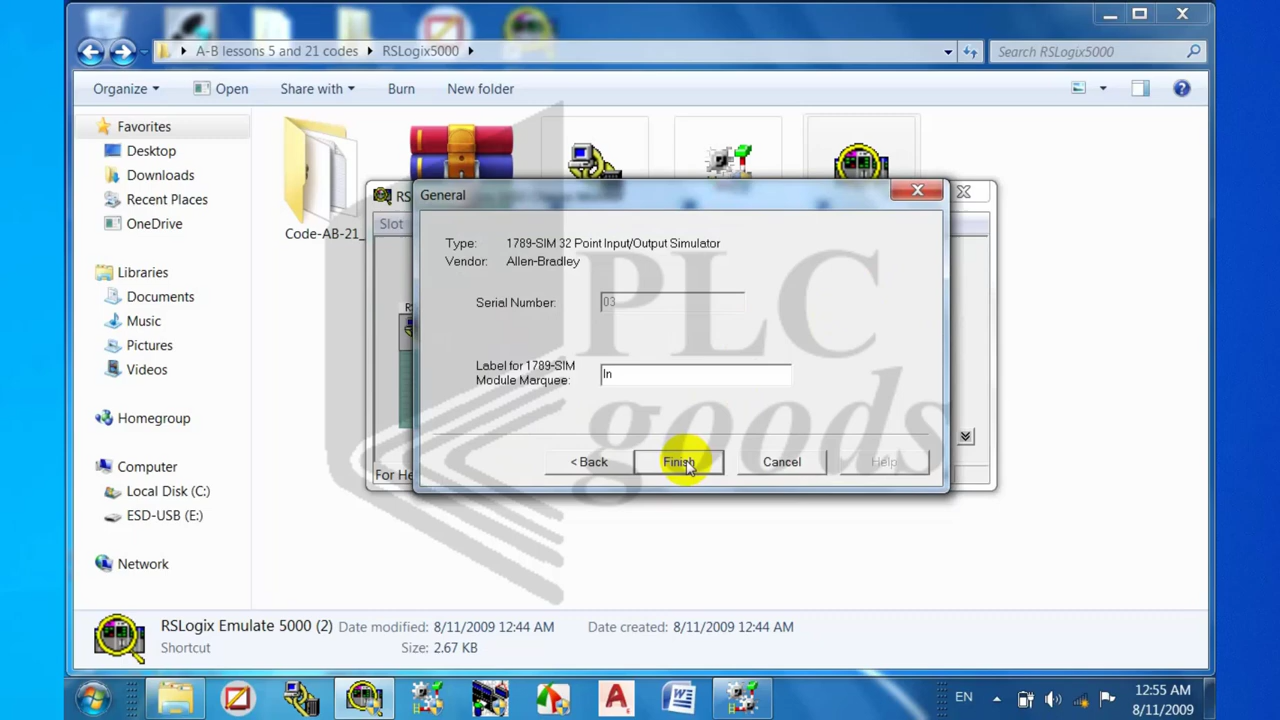 A-B lessons 5 and 21 codes
RSLogix5000
Search RSLogix5000
Organize
Open
Share with
Burn
New folder
Favorites
Desktop
Downloads
Recent Places
OneDrive
Libraries
Documents
Music
Pictures
Videos
Homegroup
Computer
Local Disk (C:)
ESD-USB (E:)
Network
Code-AB-21_
RS
Slot
For He
General
Type: 1789-SIM 32 Point Input/Output Simulator
Vendor: Allen-Bradley
Serial Number: 03
Label for 1789-SIM
Module Marquee: In
< Back
Finish
Cancel
Help
PLC
goods
RSLogix Emulate 5000 (2) Date modified: 8/11/2009 12:44 AM Date created: 8/11/2009 12:44 AM
Shortcut Size: 2.67 KB
EN
12:55 AM
8/11/2009